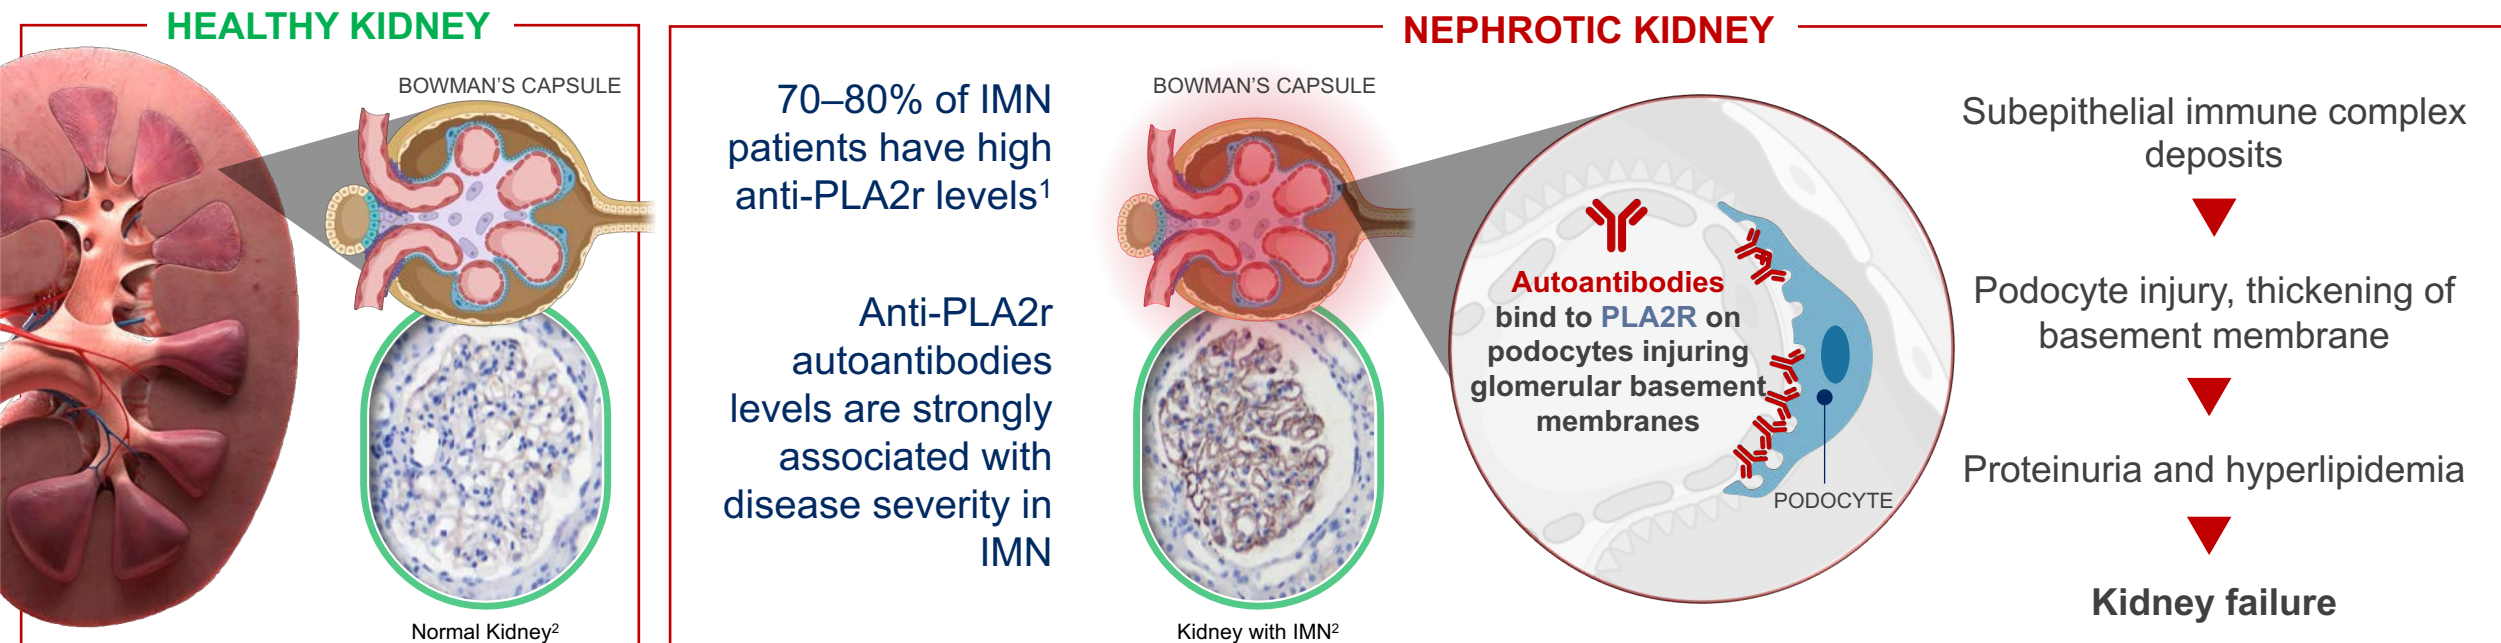 HEALTHY KIDNEY
BOWMAN'S CAPSULE
Normal Kidney²
NEPHROTIC KIDNEY
70–80% of IMN
patients have high
anti-PLA2r levels¹
Anti-PLA2r
autoantibodies
levels are strongly
associated with
disease severity in
IMN
BOWMAN'S CAPSULE
Kidney with IMN²
Autoantibodies
bind to PLA2R on
podocytes injuring
glomerular basement
membranes
PODOCYTE
Subepithelial immune complex
deposits
Podocyte injury, thickening of
basement membrane
Proteinuria and hyperlipidemia
Kidney failure